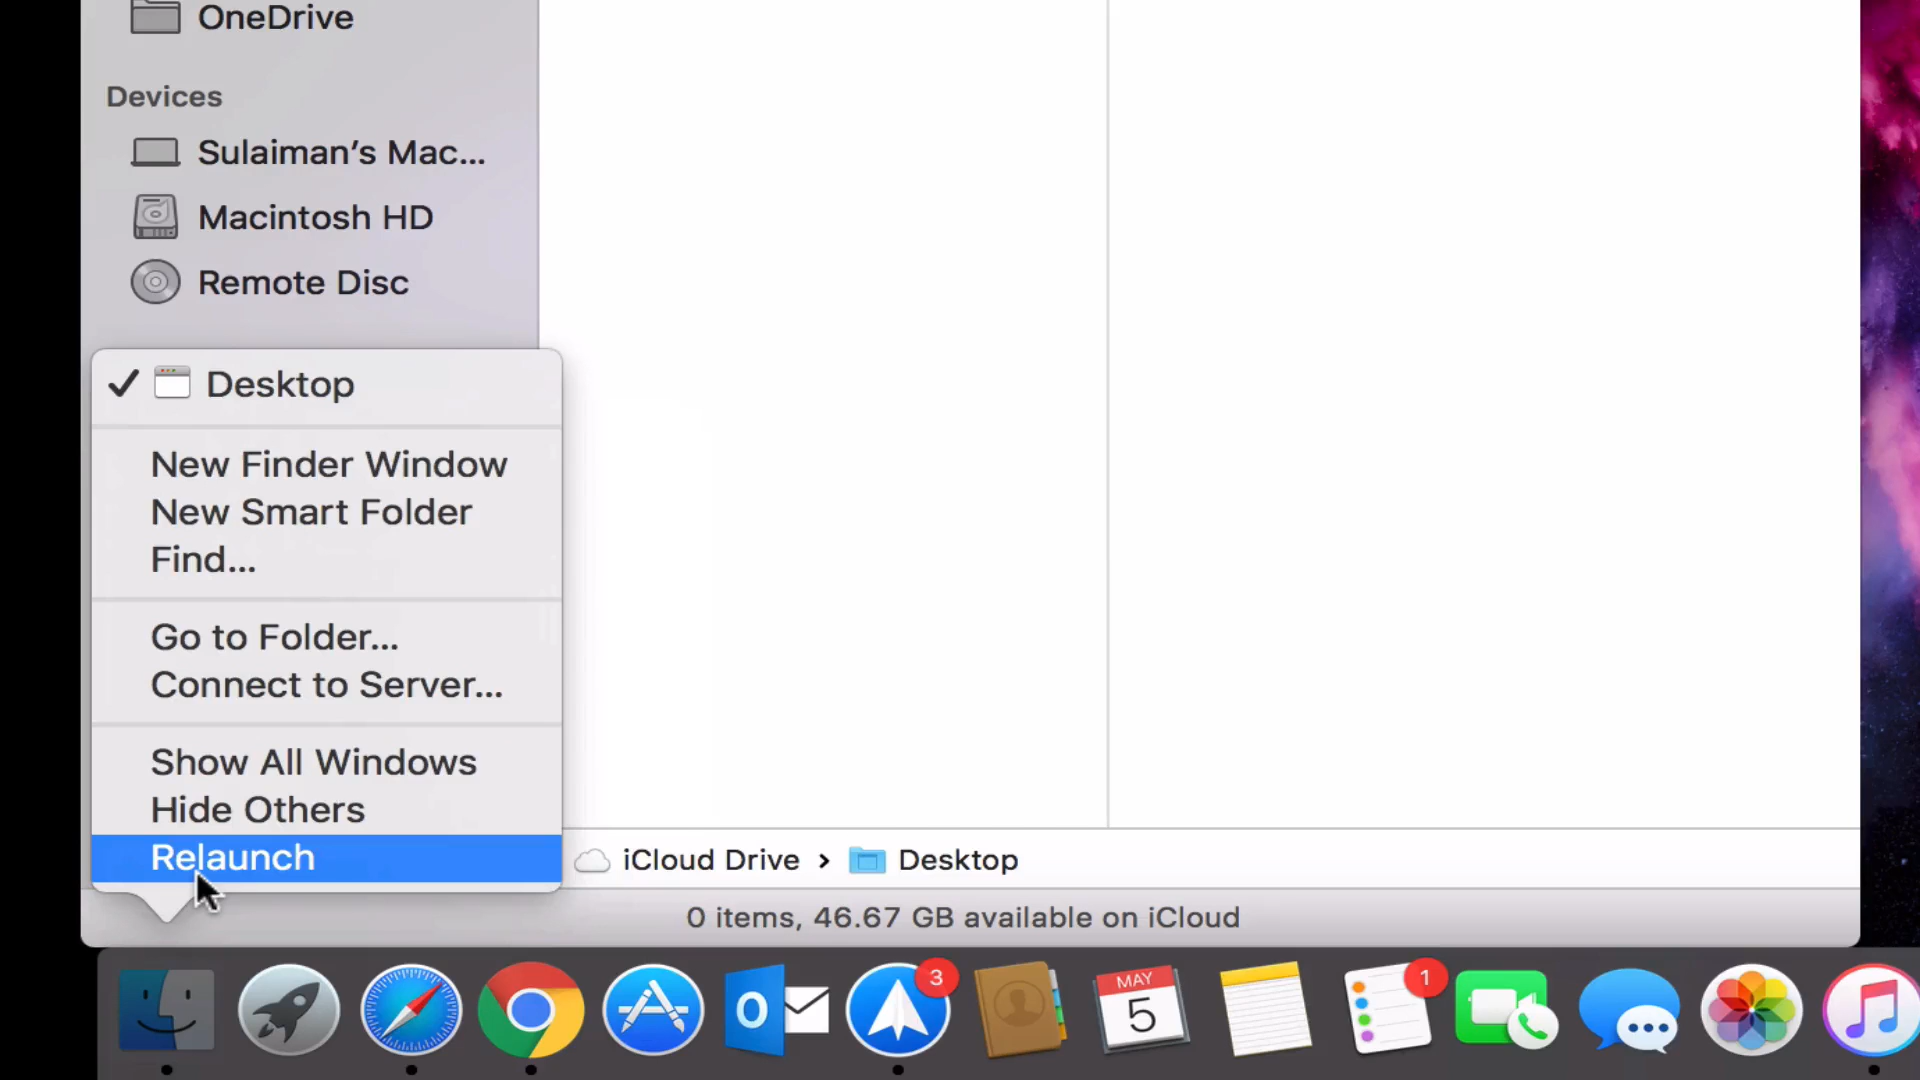 OneDrive
Devices
Sulaiman’s Mac...
Macintosh HD
Remote Disc
Desktop
New Finder Window
New Smart Folder
Find...
Go to Folder...
Connect to Server...
Show All Windows
Hide Others
Relaunch
iCloud Drive › Desktop
0 items, 46.67 GB available on iCloud
3
MAY
1
5
O